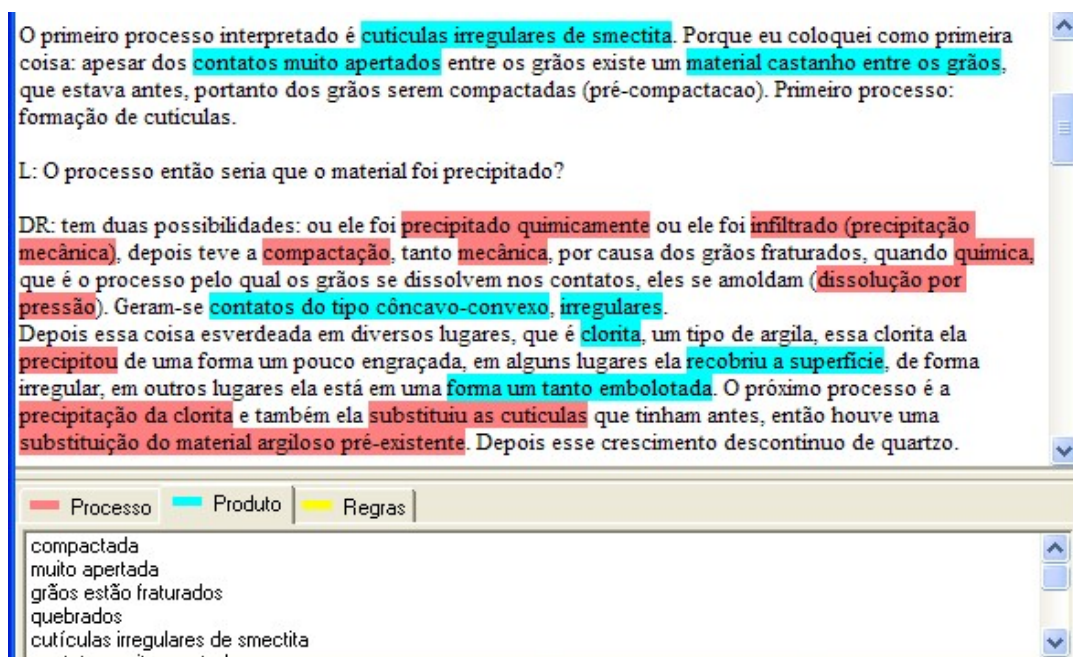 O primeiro processo interpretado é cutículas irregulares de smectita. Porque eu coloquei como primeira
coisa: apesar dos contatos muito apertados entre os grãos existe um material castanho entre os grãos,
que estava antes, portanto dos grãos serem compactadas (pré-compactacao). Primeiro processo:
formação de cutículas.
L: O processo então seria que o material foi precipitado?
DR: tem duas possibilidades: ou ele foi precipitado quimicamente ou ele foi infiltrado (precipitação
mecânica), depois teve a compactação, tanto mecânica, por causa dos grãos fraturados, quando química,
que é o processo pelo qual os grãos se dissolvem nos contatos, eles se amoldam (dissolução por
pressão). Geram-se contatos do tipo côncavo-convexo, irregulares.
Depois essa coisa esverdeada em diversos lugares, que é clorita, um tipo de argila, essa clorita ela
precipitou de uma forma um pouco engraçada, em alguns lugares ela recobriu a superfície, de forma
irregular, em outros lugares ela está em uma forma um tanto embolotada. O próximo processo é a
precipitação da clorita e também ela substituiu as cutículas que tinham antes, então houve uma
substituição do material argiloso pré-existente. Depois esse crescimento descontínuo de quartzo.
Processo Produto Regras
compactada
muito apertada
grãos estão fraturados
quebrados
cutículas irregulares de smectita